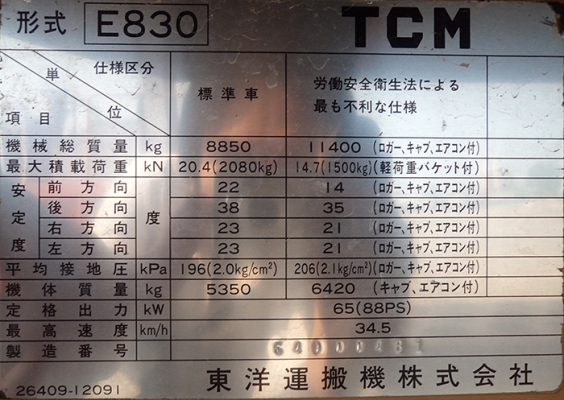 形式 E830 TCM
単位 仕様区分 項目 標準車 労働安全衛生法による最も不利な仕様
機械総質量 kg 8850 11400 (ロガー、キャブ、エアコン付)
最大積載荷重 kN 20.4(2080kg) 14.7(1500kg) (軽荷重バケット付)
安定度 前方向 度 22 14 (ロガー、キャブ、エアコン付)
後方向 38 35 (ロガー、キャブ、エアコン付)
右方向 23 21 (ロガー、キャブ、エアコン付)
左方向 23 21 (ロガー、キャブ、エアコン付)
平均接地圧 kPa 196(2.0kg/cm²) 206(2.1kg/cm²) (ロガー、キャブ、エアコン付)
機体質量 kg 5350 6420 (キャブ、エアコン付)
定格出力 kW 65(88PS)
最高速度 km/h 34.5
製造番号
26409-12091 東洋運搬機株式会社